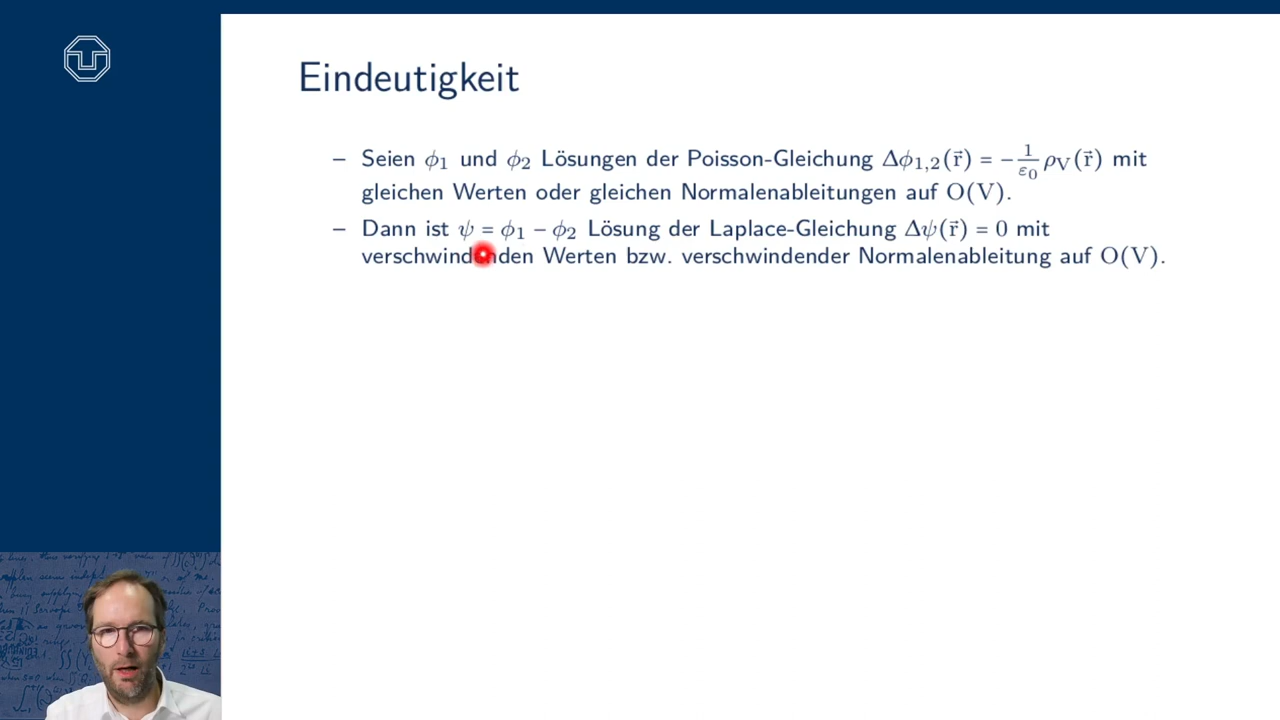 Eindeutigkeit
– Seien ϕ₁ und ϕ₂ Lösungen der Poisson-Gleichung Δϕ₁,₂(r⃗) = −1/ε₀ ρ_V(r⃗) mit
gleichen Werten oder gleichen Normalenableitungen auf O(V).
– Dann ist ψ = ϕ₁ − ϕ₂ Lösung der Laplace-Gleichung Δψ(r⃗) = 0 mit
verschwindenden Werten bzw. verschwindender Normalenableitung auf O(V).